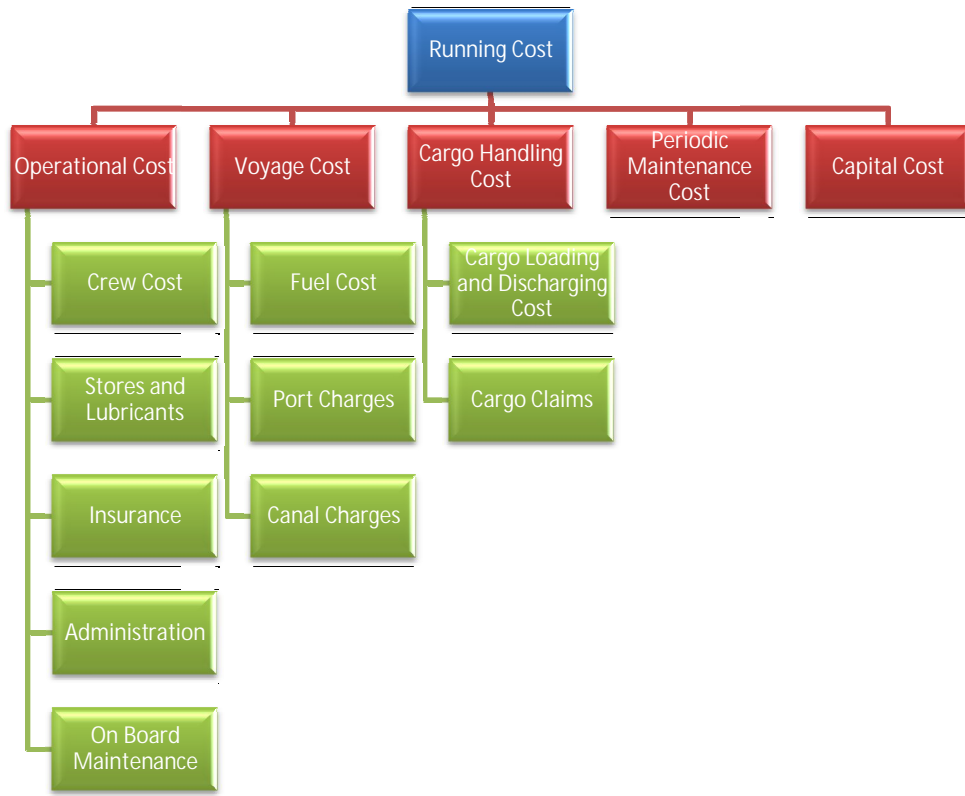 Running Cost
Operational Cost
Voyage Cost
Cargo Handling
Cost
Periodic
Maintenance
Cost
Capital Cost
Crew Cost
Stores and
Lubricants
Insurance
Administration
On Board
Maintenance
Fuel Cost
Port Charges
Canal Charges
Cargo Loading
and Discharging
Cost
Cargo Claims